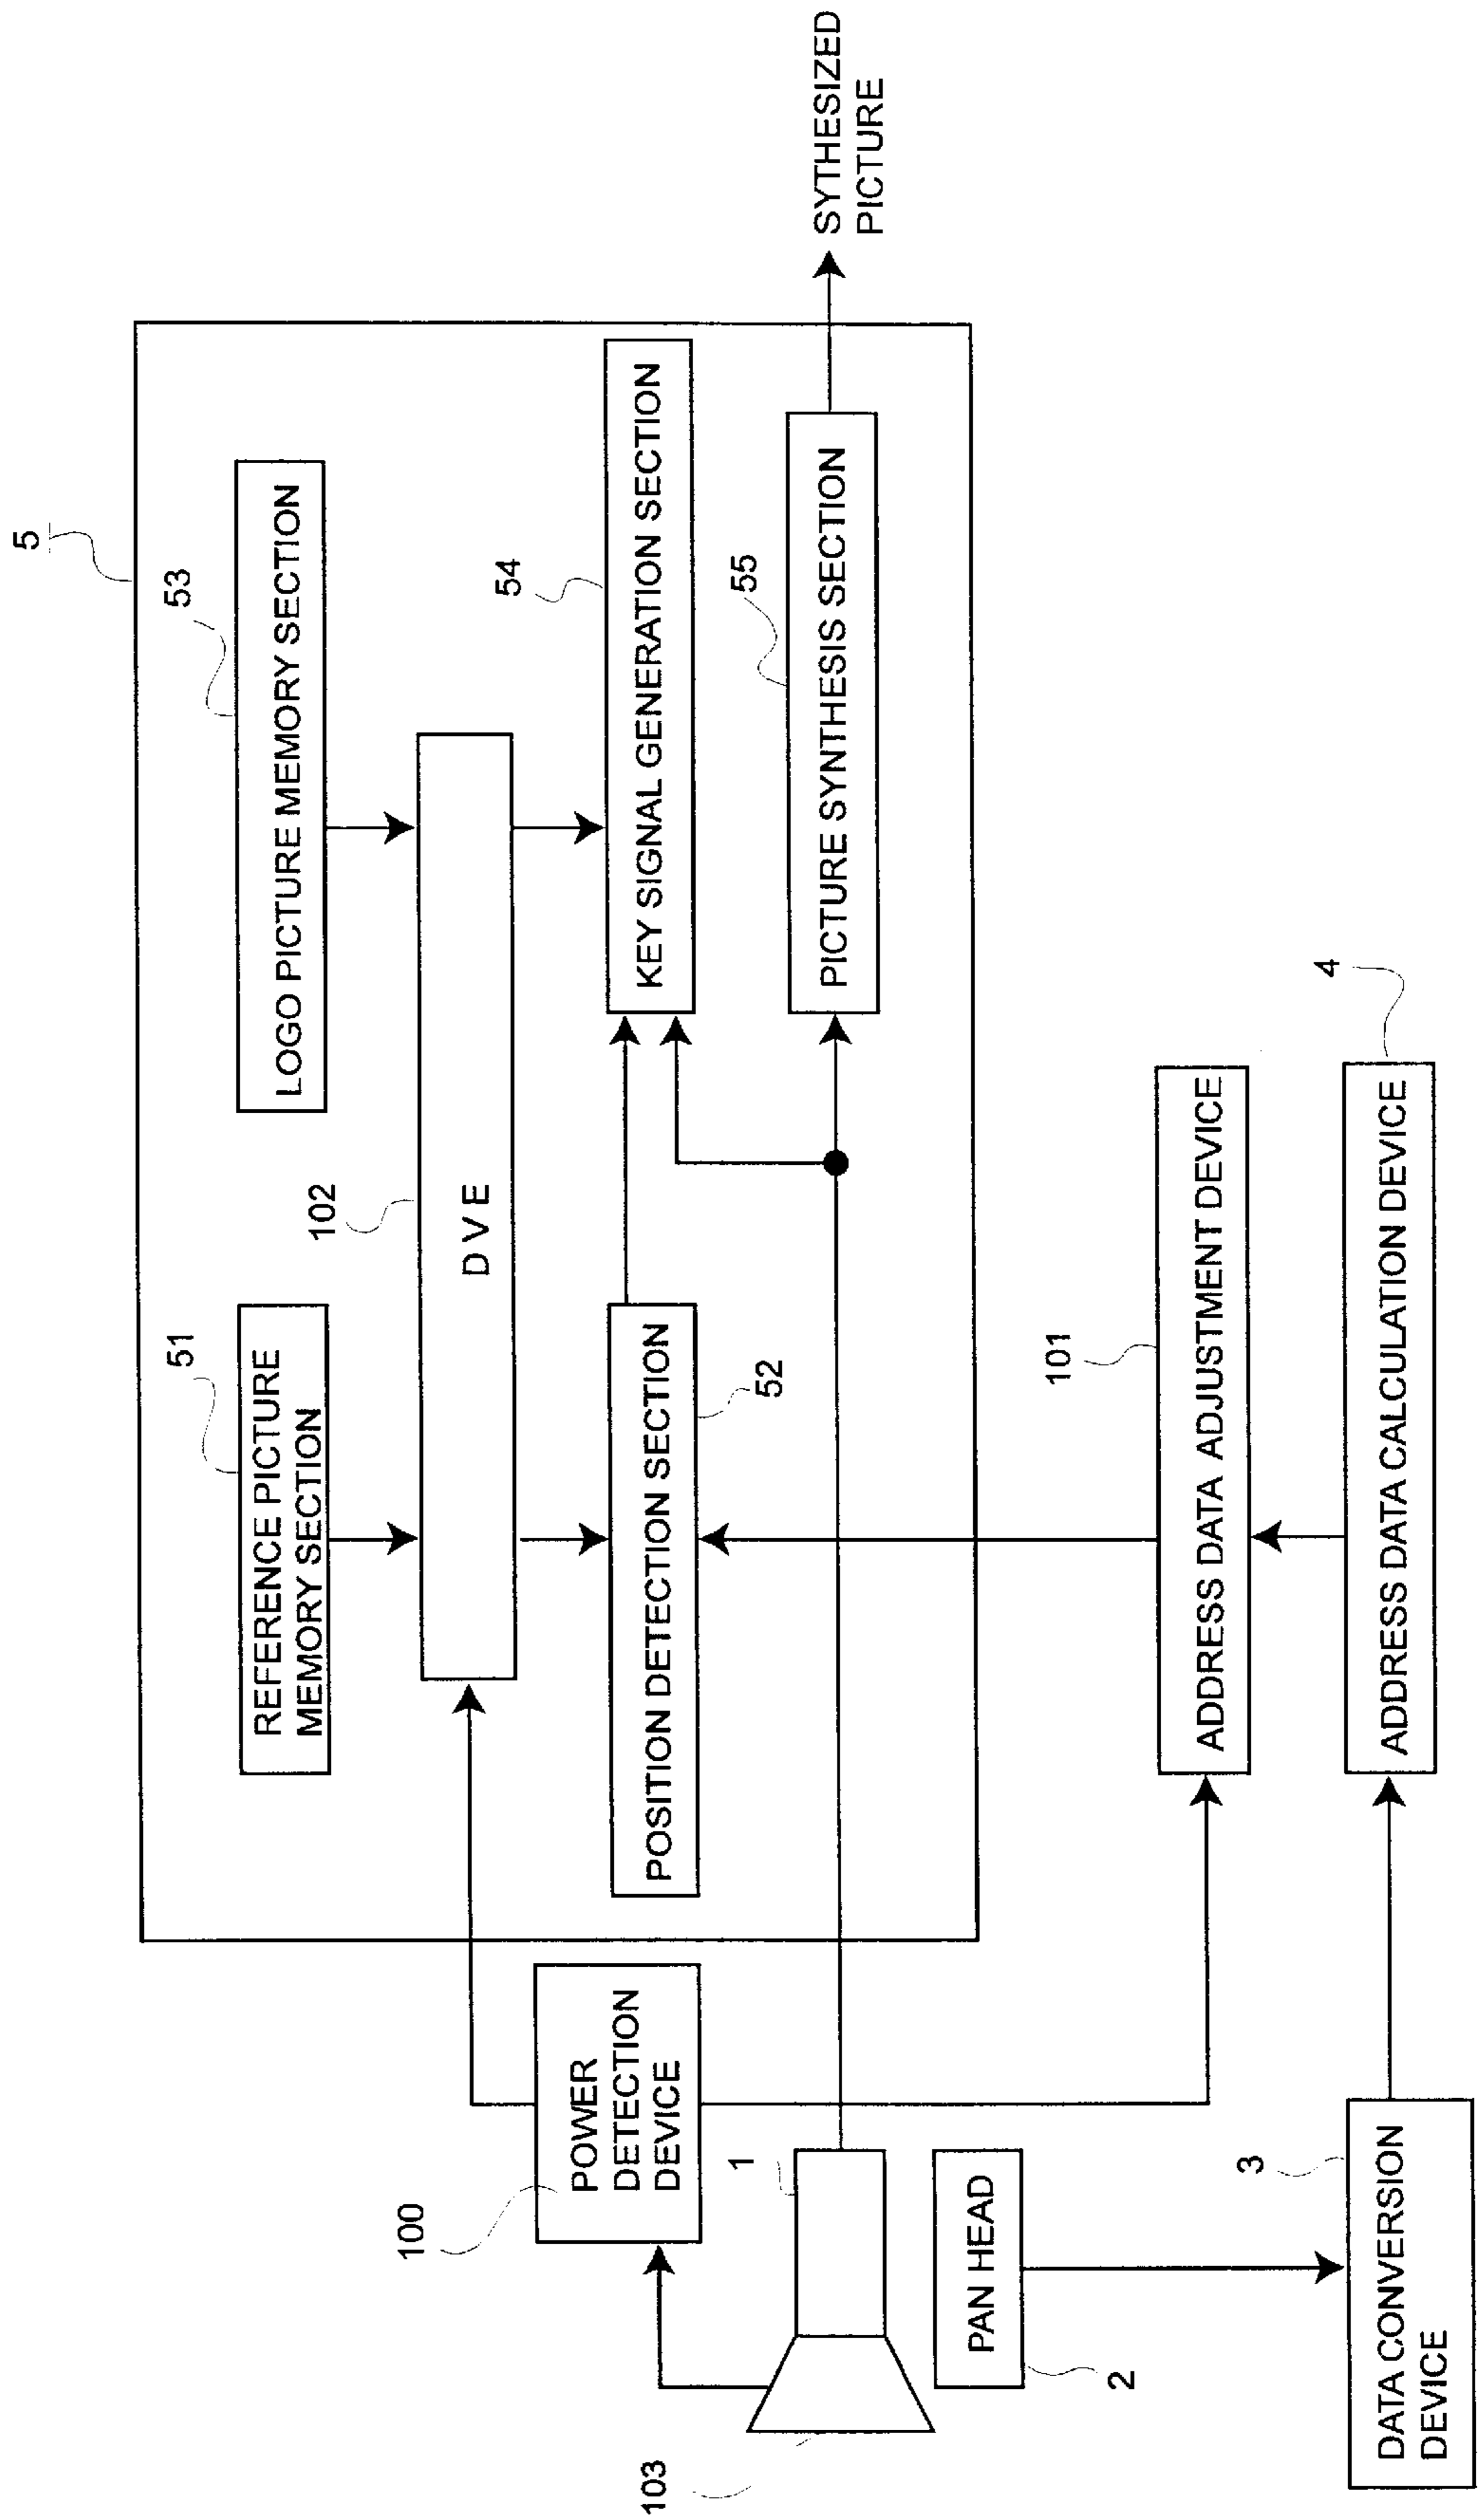 5
53
LOGO PICTURE MEMORY SECTION
51
REFERENCE PICTURE
MEMORY SECTION
102
D V E
54
KEY SIGNAL GENERATION SECTION
POSITION DETECTION SECTION
52
55
PICTURE SYNTHESIS SECTION
SYTHESIZED
PICTURE
100
POWER
DETECTION
DEVICE
1
103
PAN HEAD
2
101
ADDRESS DATA ADJUSTMENT DEVICE
3
DATA CONVERSION
DEVICE
4
ADDRESS DATA CALCULATION DEVICE